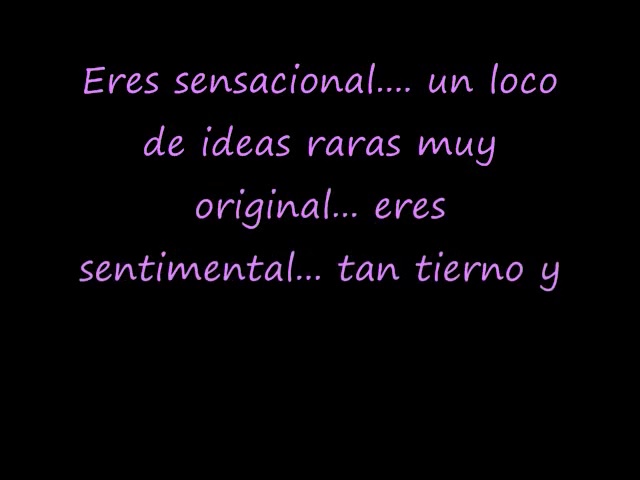 Eres sensacional.... un loco
de ideas raras muy
original... eres
sentimental... tan tierno y